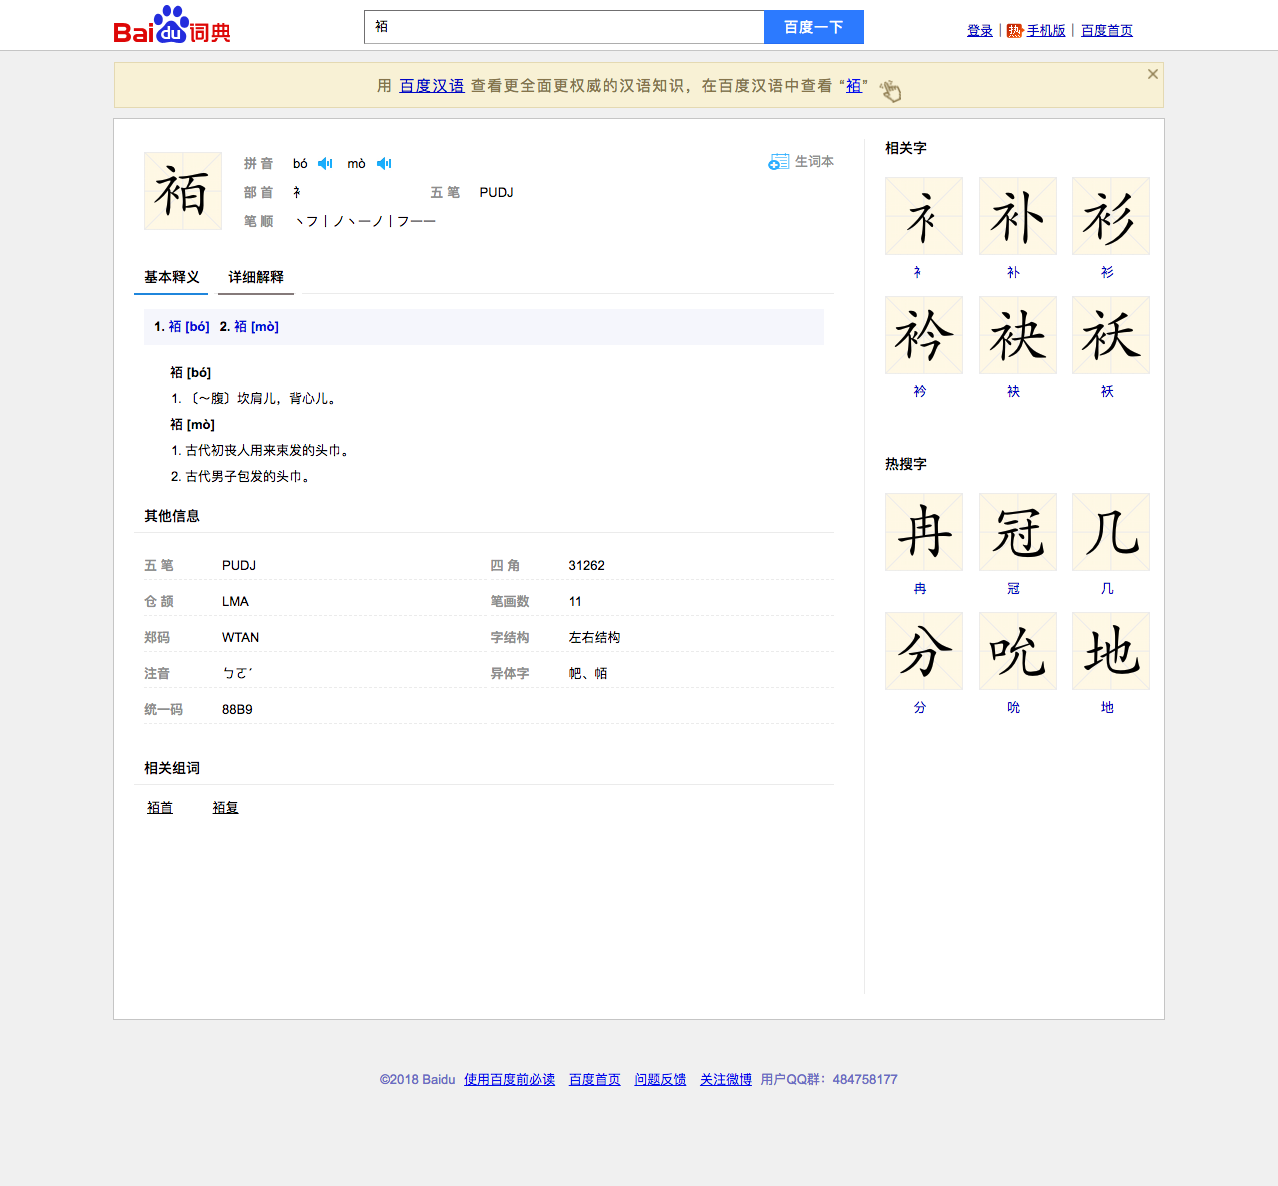 Bai du 词典
袹
百度一下
登录 | 热 手机版 | 百度首页
用 百度汉语 查看更全面更权威的汉语知识，在百度汉语中查看 “袹”
袹
拼 音 bó mò
生词本
部 首 衤 五 笔 PUDJ
笔 顺 丶フ丨ノ丶一ノ丨フ一一
基本释义 详细解释
1. 袹 [bó] 2. 袹 [mò]
袹 [bó]
1. 〔～腹〕坎肩儿，背心儿。
袹 [mò]
1. 古代初丧人用来束发的头巾。
2. 古代男子包发的头巾。
其他信息
五 笔 PUDJ 四 角 31262
仓 颉 LMA 笔画数 11
郑码 WTAN 字结构 左右结构
注音 ㄅㄛˊ 异体字 帊、帞
统一码 88B9
相关组词
袹首 袹复
相关字
衤 补 衫
衤 补 衫
衿 袂 袄
衿 袂 袄
热搜字
冉 冠 几
冉 冠 几
分 吮 地
分 吮 地
©2018 Baidu 使用百度前必读 百度首页 问题反馈 关注微博 用户QQ群：484758177